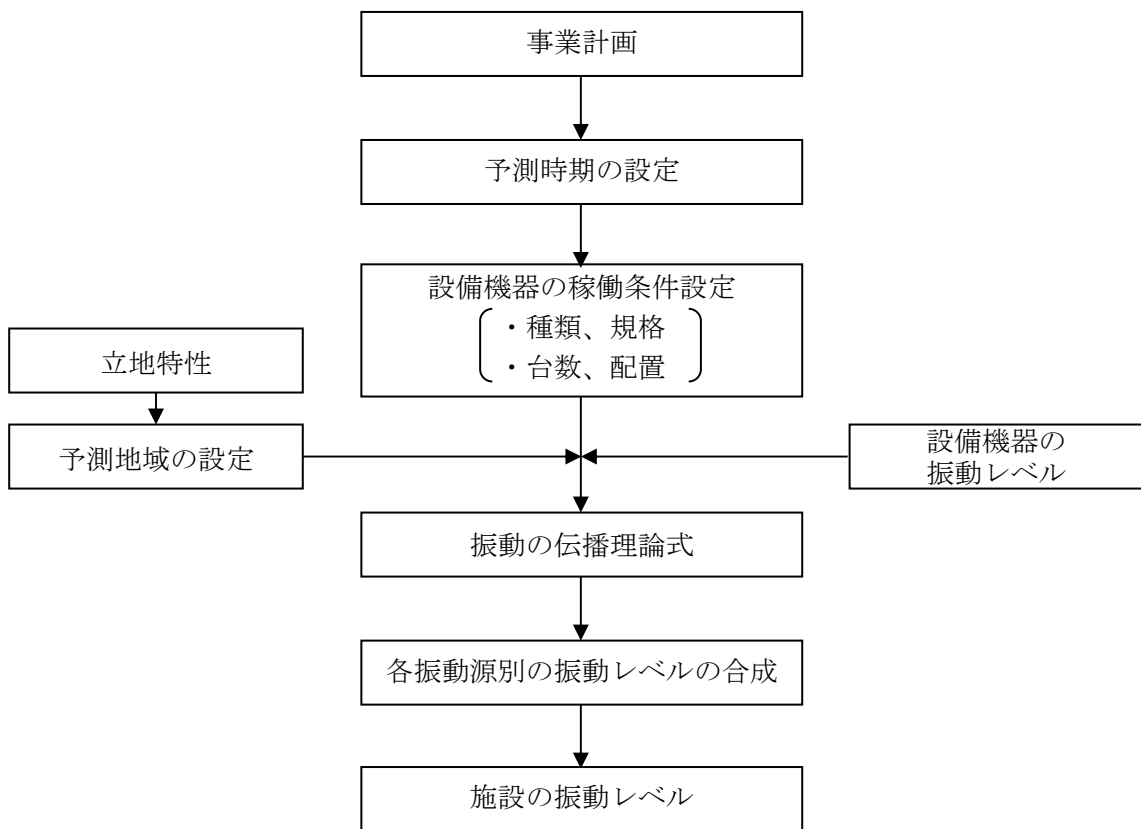 事業計画
予測時期の設定
設備機器の稼働条件設定
・種類、規格
・台数、配置
立地特性
予測地域の設定
設備機器の
振動レベル
振動の伝播理論式
各振動源別の振動レベルの合成
施設の振動レベル